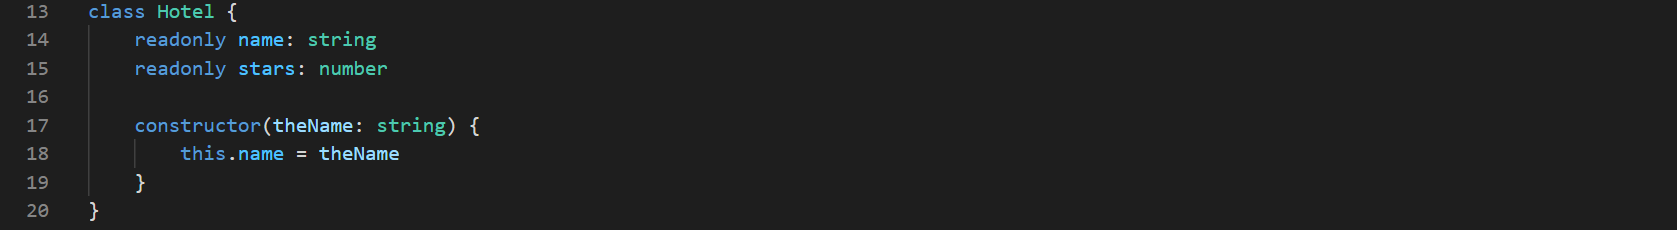 13 class Hotel {
14     readonly name: string
15     readonly stars: number
16
17     constructor(theName: string) {
18         this.name = theName
19     }
20 }